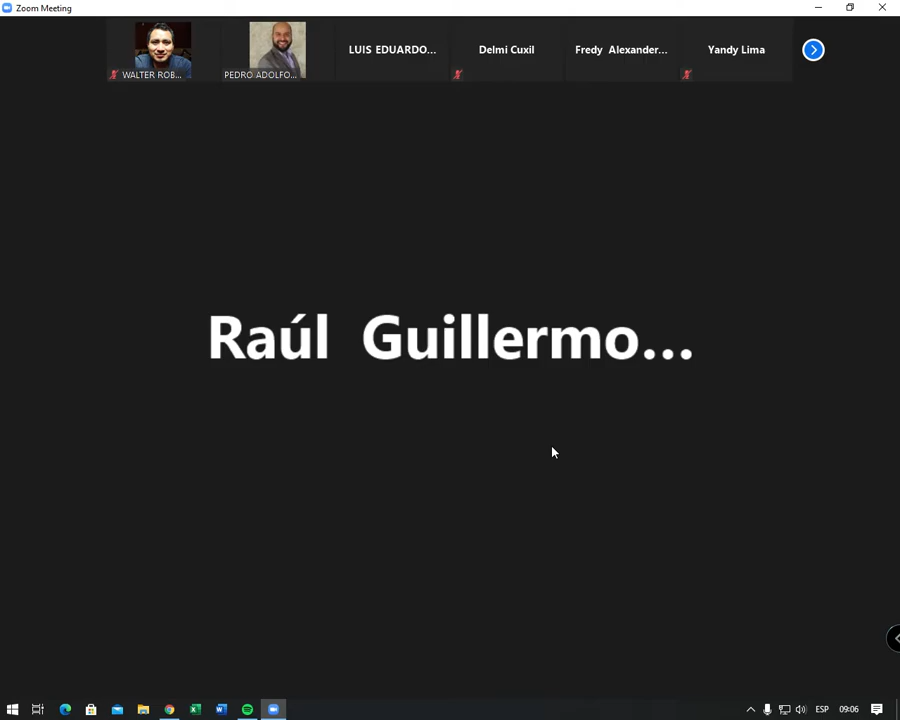 Zoom Meeting
WALTER ROB...
PEDRO ADOLFO...
LUIS EDUARDO...
Delmi Cuxil
Fredy Alexander...
Yandy Lima
Raúl Guillermo...
ESP
09:06